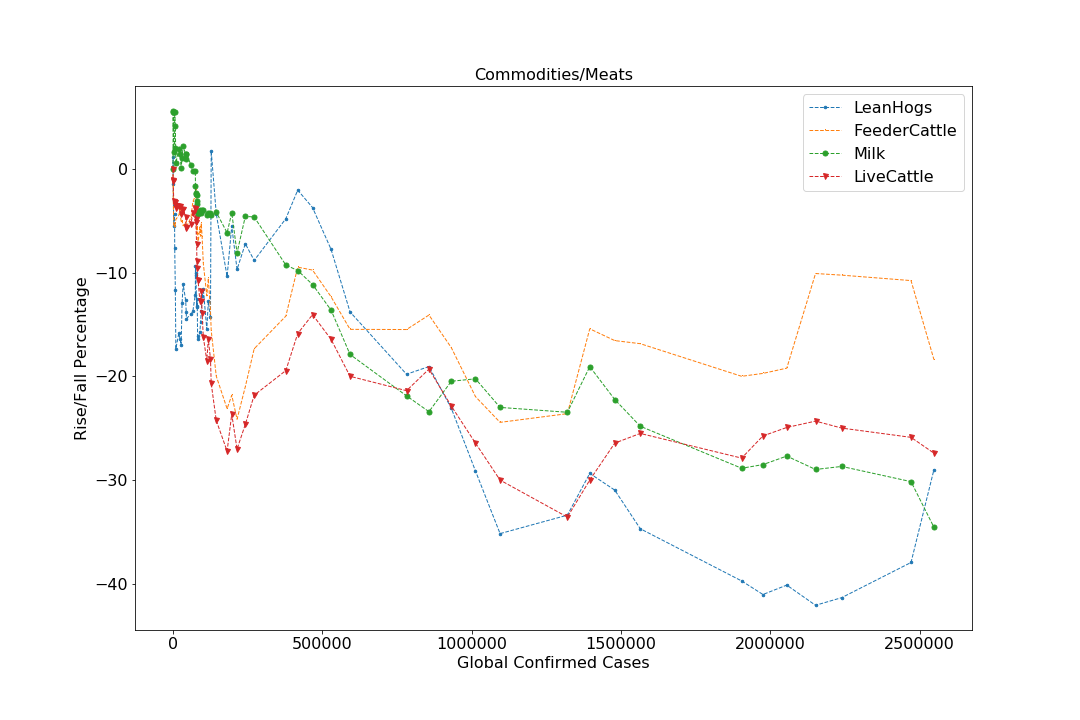 Commodities/Meats
LeanHogs
FeederCattle
Milk
LiveCattle
Rise/Fall Percentage
0
−10
−20
−30
−40
0
500000
1000000
1500000
2000000
2500000
Global Confirmed Cases